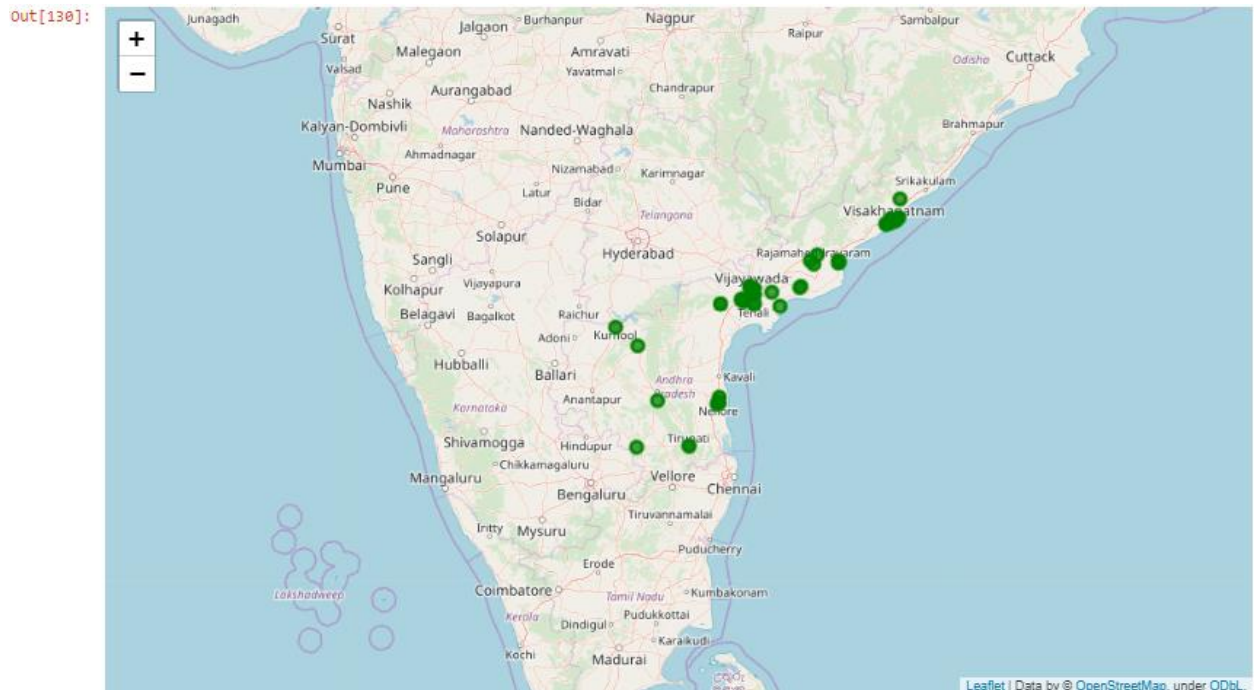 Out[130]:
+
−
Junagadh
Surat
Jalgaon
Burhanpur
Nagpur
Raipur
Sambalpur
Malegaon
Amravati
Cuttack
Odisha
Valsad
Yavatmal
Nashik
Aurangabad
Chandrapur
Kalyan-Dombivli
Maharashtra
Nanded-Waghala
Brahmapur
Mumbai
Ahmadnagar
Nizamabad
Karimnagar
Pune
Latur
Bidar
Srikakulam
Telangana
Visakhapatnam
Solapur
Hyderabad
Sangli
Kolhapur
Vijayapura
Vijayawada
Belagavi
Bagalkot
Raichur
Tenali
Adoni
Kurnool
Hubballi
Ballari
Kavali
Andhra
Pradesh
Anantapur
Karnataka
Nellore
Shivamogga
Hindupur
Tirupati
Chikkamagaluru
Mangaluru
Vellore
Bengaluru
Chennai
Iritty
Mysuru
Tiruvannamalai
Puducherry
Erode
Coimbatore
Lakshadweep
Tamil Nadu
Kumbakonam
Kerala
Dindigul
Pudukkottai
Karaikudi
Kochi
Madurai
Leaflet | Data by © OpenStreetMap, under ODbL.